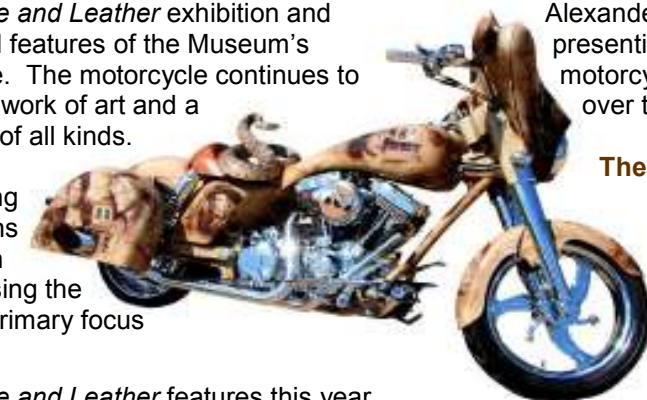 e and Leather exhibition and
l features of the Museum's
e. The motorcycle continues to
work of art and a
of all kinds.
ng
ns
n
sing the
rimary focus
e and Leather features this year
Alexande
presenti
motorcy
over t
The